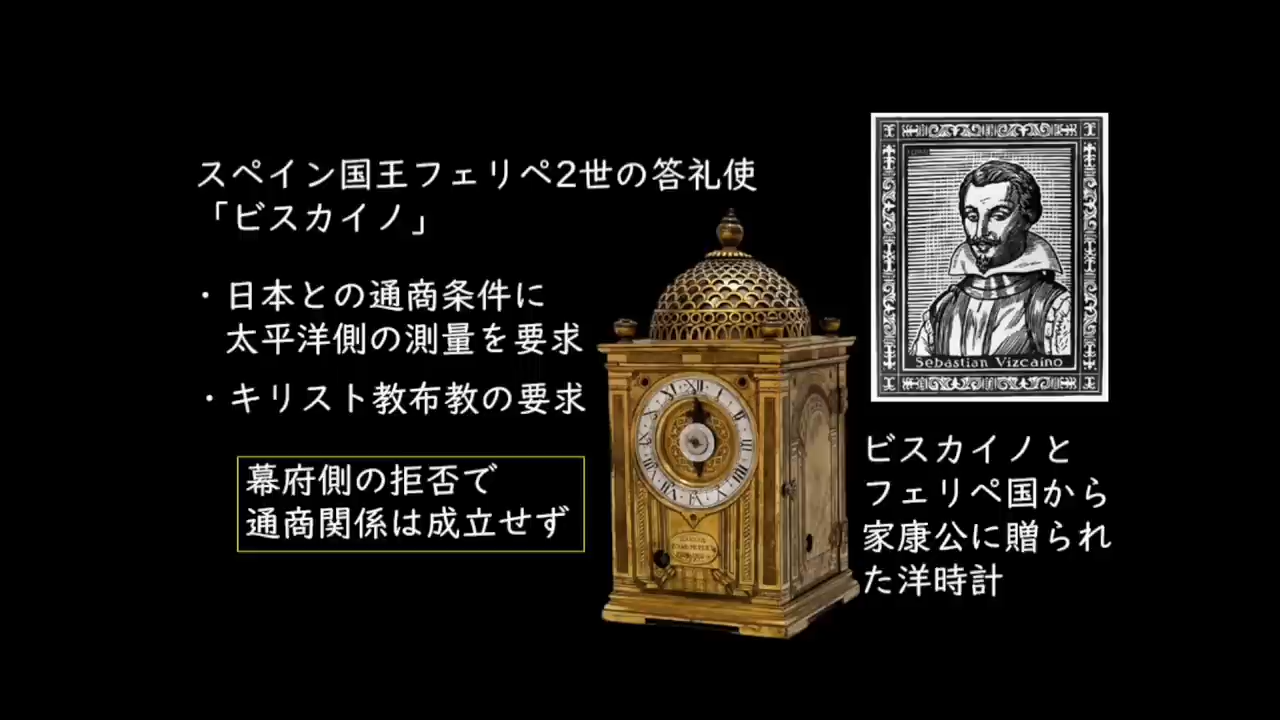 スペイン国王フェリペ2世の答礼使
「ビスカイノ」
・日本との通商条件に
太平洋側の測量を要求
・キリスト教布教の要求
幕府側の拒否で
通商関係は成立せず
Sebastian Vizcaino
ビスカイノと
フェリペ国から
家康公に贈られ
た洋時計